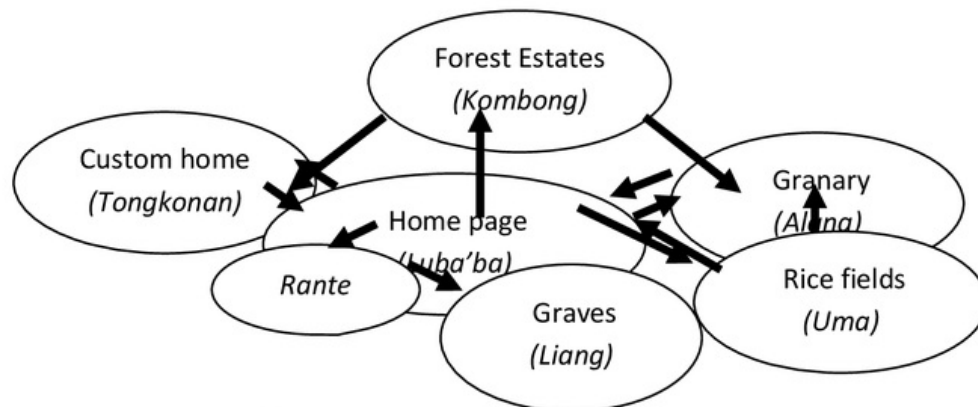 Forest Estates
(Kombong)
Custom home
(Tongkonan)
Granary
(Alang)
Home page
(Luba’ba)
Rante
Rice fields
(Uma)
Graves
(Liang)